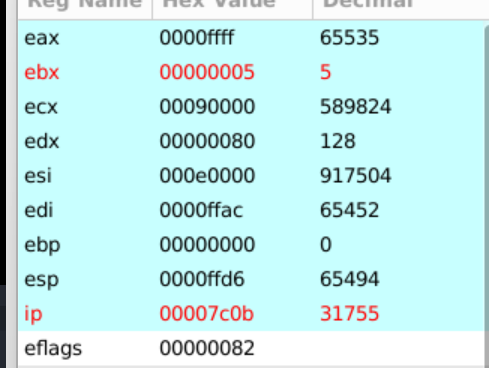 Reg Name Hex Value Decimal
eax 0000ffff 65535
ebx 00000005 5
ecx 00090000 589824
edx 00000080 128
esi 000e0000 917504
edi 0000ffac 65452
ebp 00000000 0
esp 0000ffd6 65494
ip 00007c0b 31755
eflags 00000082